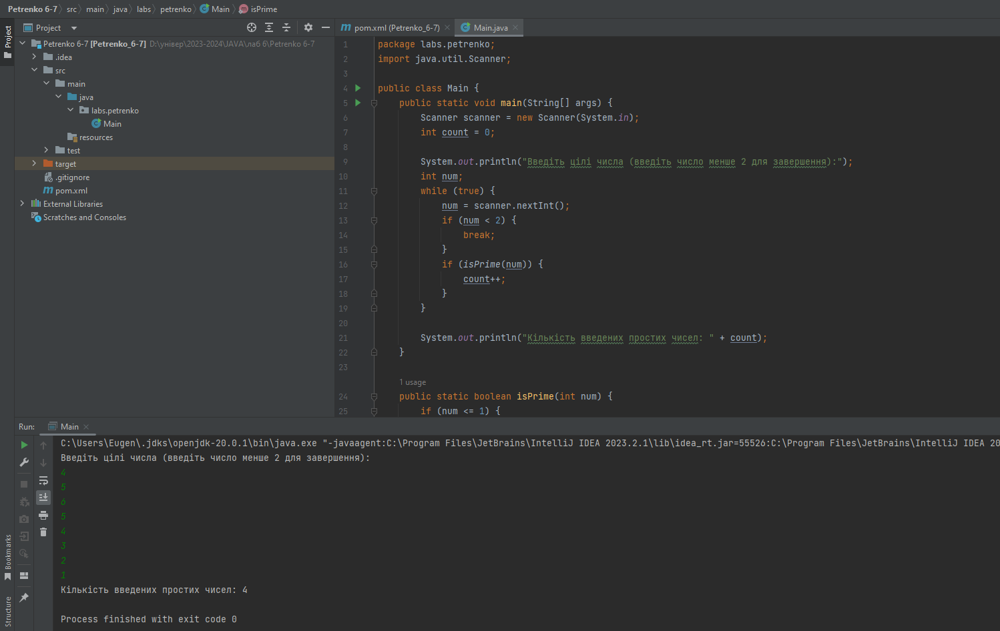 Petrenko 6-7 src main java labs petrenko Main isPrime
Project
Project
pom.xml (Petrenko_6-7)
Main.java
Petrenko 6-7 [Petrenko_6-7] D:\універ\2023-2024\JAVA\лаб 6\Petrenko 6-7
.idea
src
main
java
labs.petrenko
Main
resources
test
target
.gitignore
pom.xml
External Libraries
Scratches and Consoles
1 package labs.petrenko;
2 import java.util.Scanner;
3
4 public class Main {
5 public static void main(String[] args) {
6 Scanner scanner = new Scanner(System.in);
7 int count = 0;
8
9 System.out.println("Введіть цілі числа (введіть число менше 2 для завершення):");
10 int num;
11 while (true) {
12 num = scanner.nextInt();
13 if (num < 2) {
14 break;
15 }
16 if (isPrime(num)) {
17 count++;
18 }
19 }
20
21 System.out.println("Кількість введених простих чисел: " + count);
22 }
23
1 usage
24 public static boolean isPrime(int num) {
25 if (num <= 1) {
Run: Main
C:\Users\Eugen\.jdks\openjdk-20.0.1\bin\java.exe "-javaagent:C:\Program Files\JetBrains\IntelliJ IDEA 2023.2.1\lib\idea_rt.jar=55526:C:\Program Files\JetBrains\IntelliJ IDEA 20
Введіть цілі числа (введіть число менше 2 для завершення):
4
5
6
5
4
3
2
1
Кількість введених простих чисел: 4
Process finished with exit code 0
Bookmarks
Structure